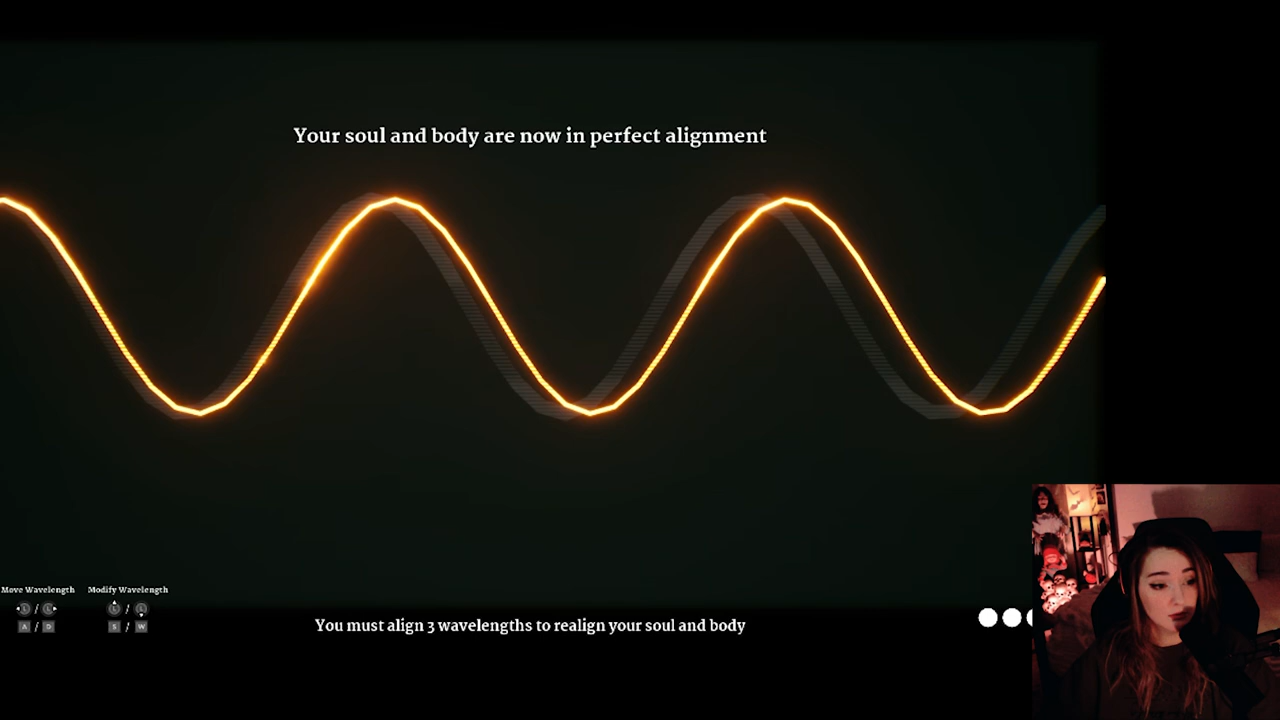 Your soul and body are now in perfect alignment
Move Wavelength Modify Wavelength
L / L L / L
A / D S / W
You must align 3 wavelengths to realign your soul and body